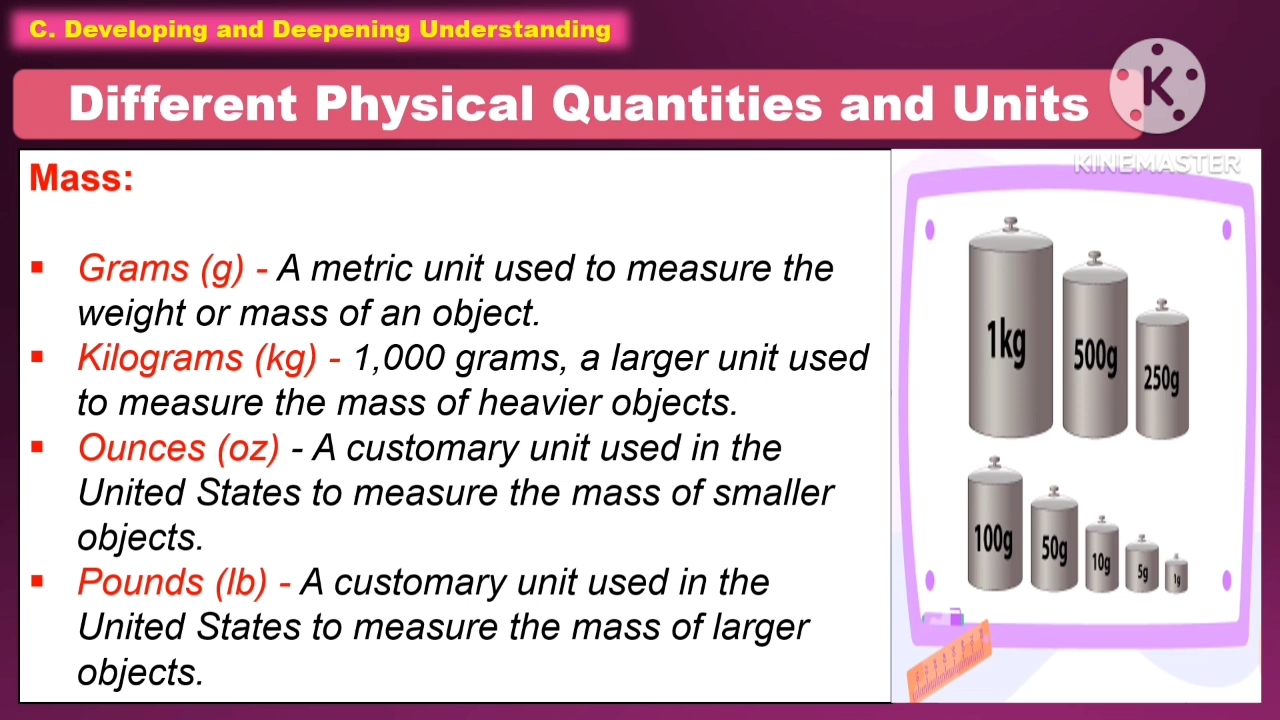 C. Developing and Deepening Understanding
Different Physical Quantities and Units
K
KINEMASTER
Mass:
▪ Grams (g) - A metric unit used to measure the
weight or mass of an object.
▪ Kilograms (kg) - 1,000 grams, a larger unit used
to measure the mass of heavier objects.
▪ Ounces (oz) - A customary unit used in the
United States to measure the mass of smaller
objects.
▪ Pounds (lb) - A customary unit used in the
United States to measure the mass of larger
objects.
1kg
500g
250g
100g
50g
10g
5g
1g